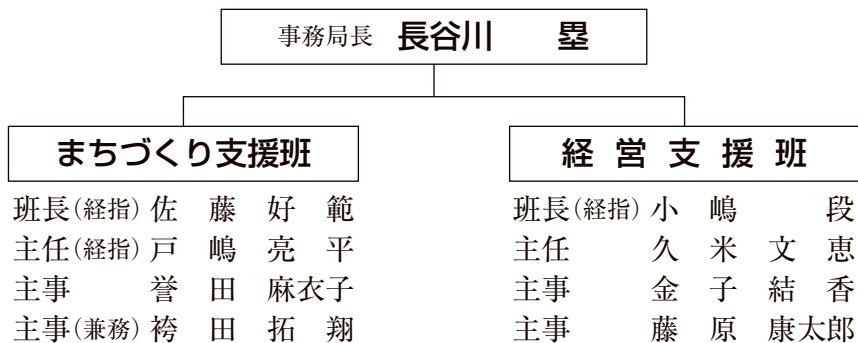 事務局長 長谷川 塁
まちづくり支援班
班長(経指) 佐藤好範
主任(経指) 戸嶋亮平
主事 誉田麻衣子
主事(兼務) 袴田拓翔
経営支援班
班長(経指) 小嶋段
主任 久米文恵
主事 金子結香
主事 藤原康太郎